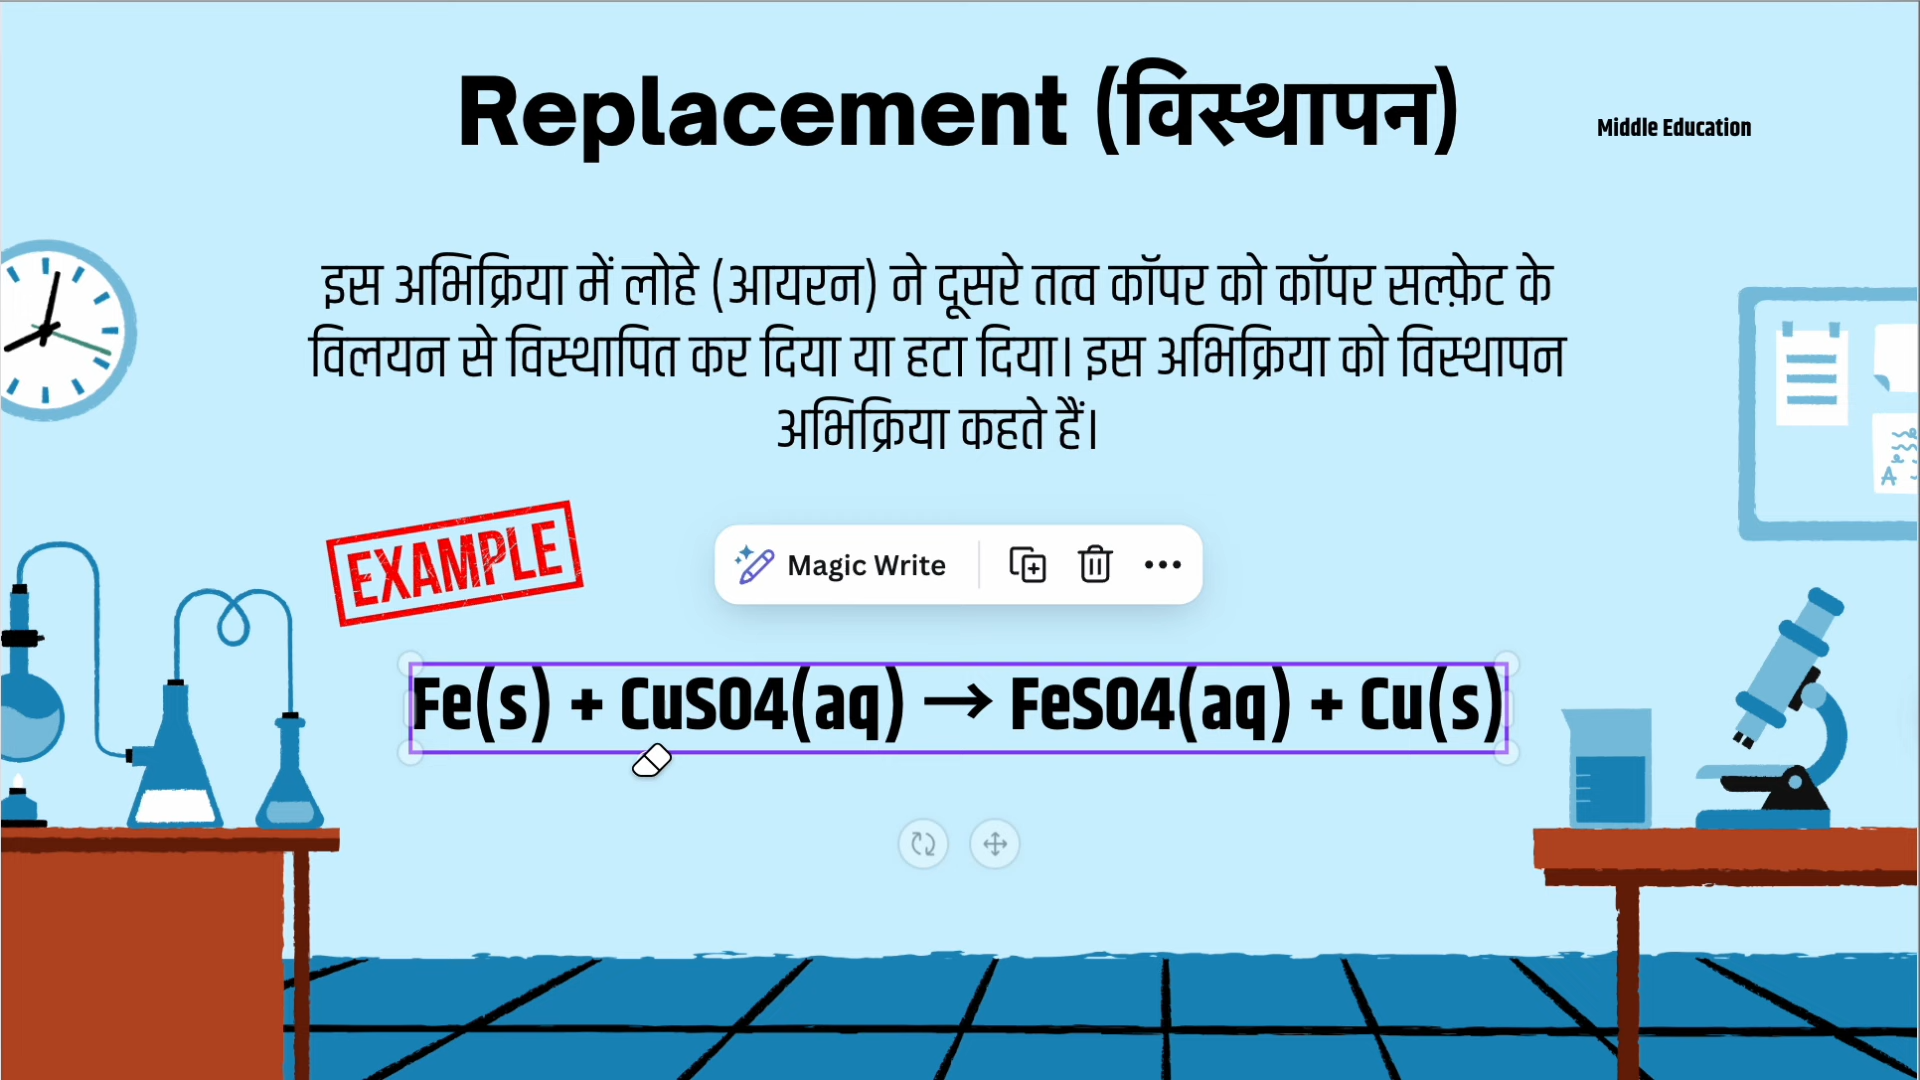 Replacement (विस्थापन)
Middle Education
इस अभिक्रिया में लोहे (आयरन) ने दूसरे तत्व कॉपर को कॉपर सल्फ़ेट के
विलयन से विस्थापित कर दिया या हटा दिया। इस अभिक्रिया को विस्थापन
अभिक्रिया कहते हैं।
EXAMPLE
Magic Write
Fe(s) + CuSO4(aq) → FeSO4(aq) + Cu(s)
A